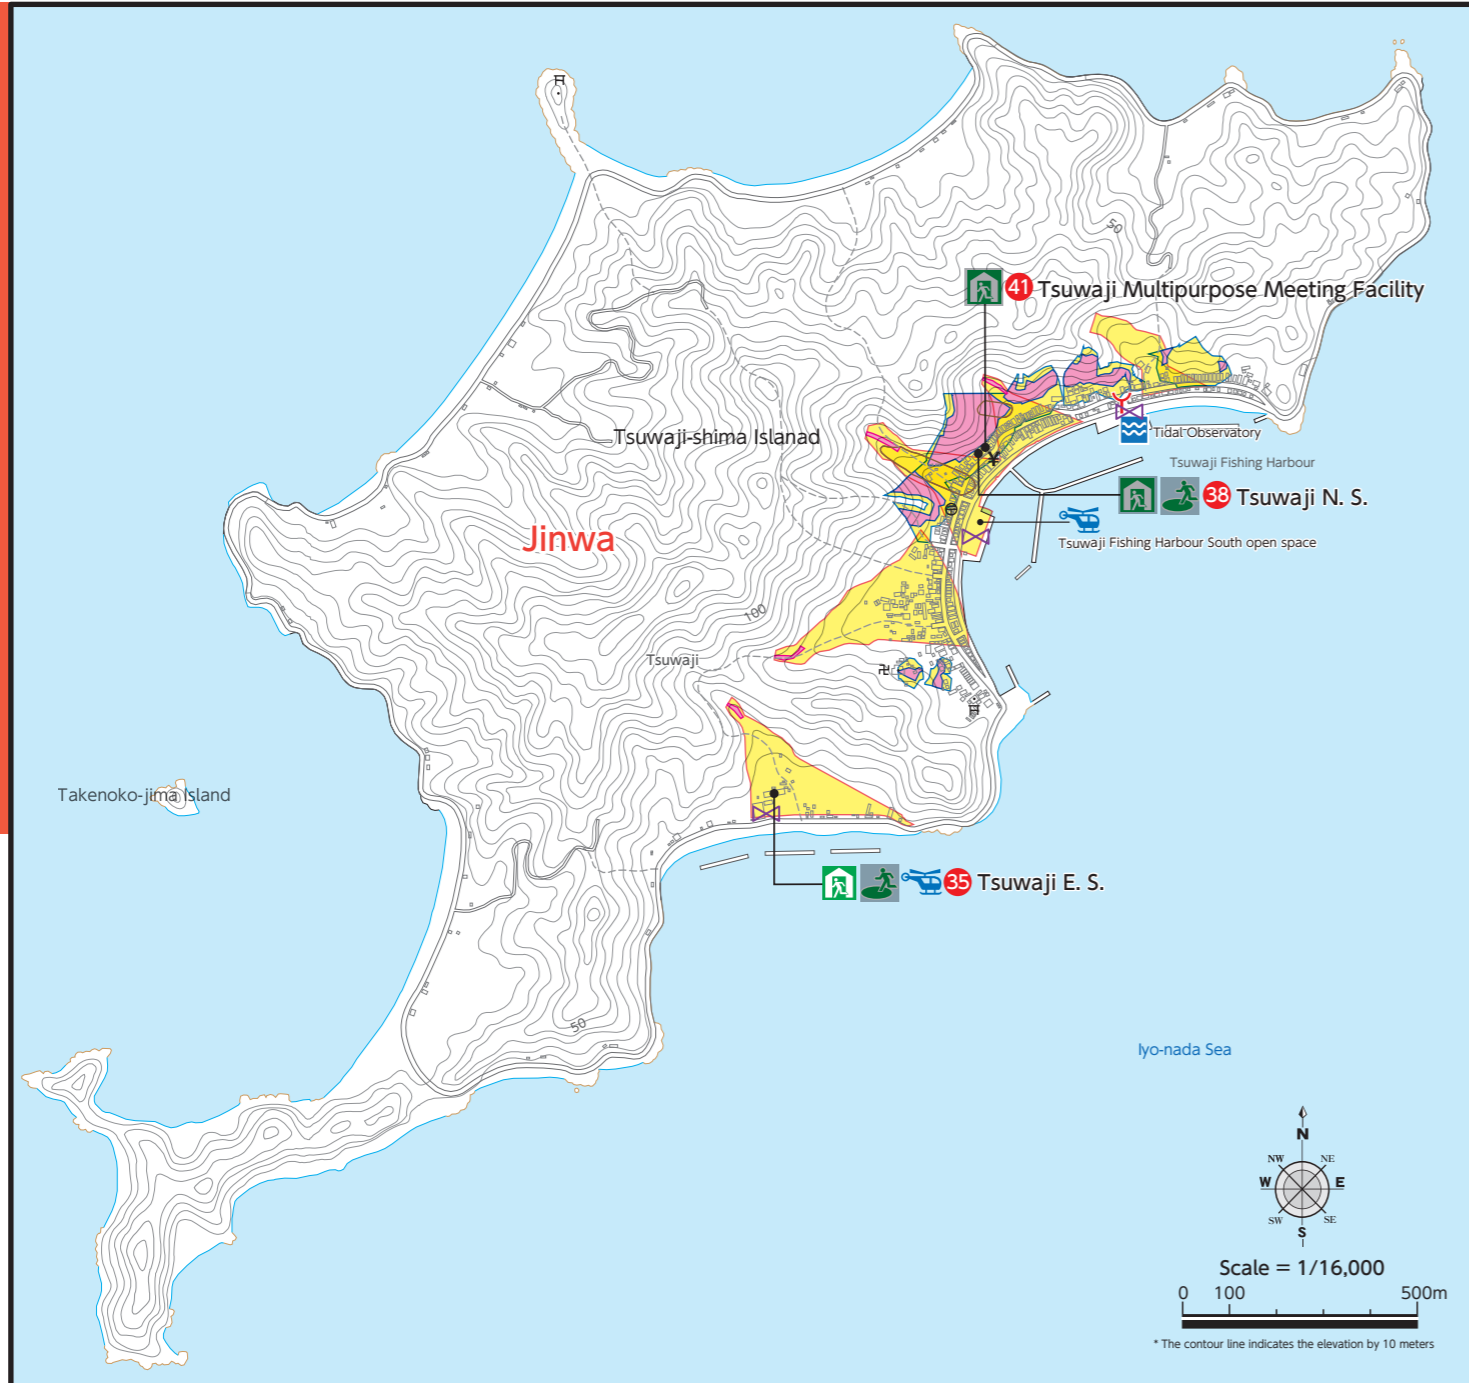 50
41 Tsuwaji Multipurpose Meeting Facility
Tsuwaji-shima Islanad
Tidal Observatory
Tsuwaji Fishing Harbour
38 Tsuwaji N. S.
Jinwa
Tsuwaji Fishing Harbour South open space
100
Tsuwaji
卍
Takenoko-jima Island
35 Tsuwaji E. S.
50
Iyo-nada Sea
N
NW NE
W E
SW SE
S
Scale = 1/16,000
0 100 500m
* The contour line indicates the elevation by 10 meters